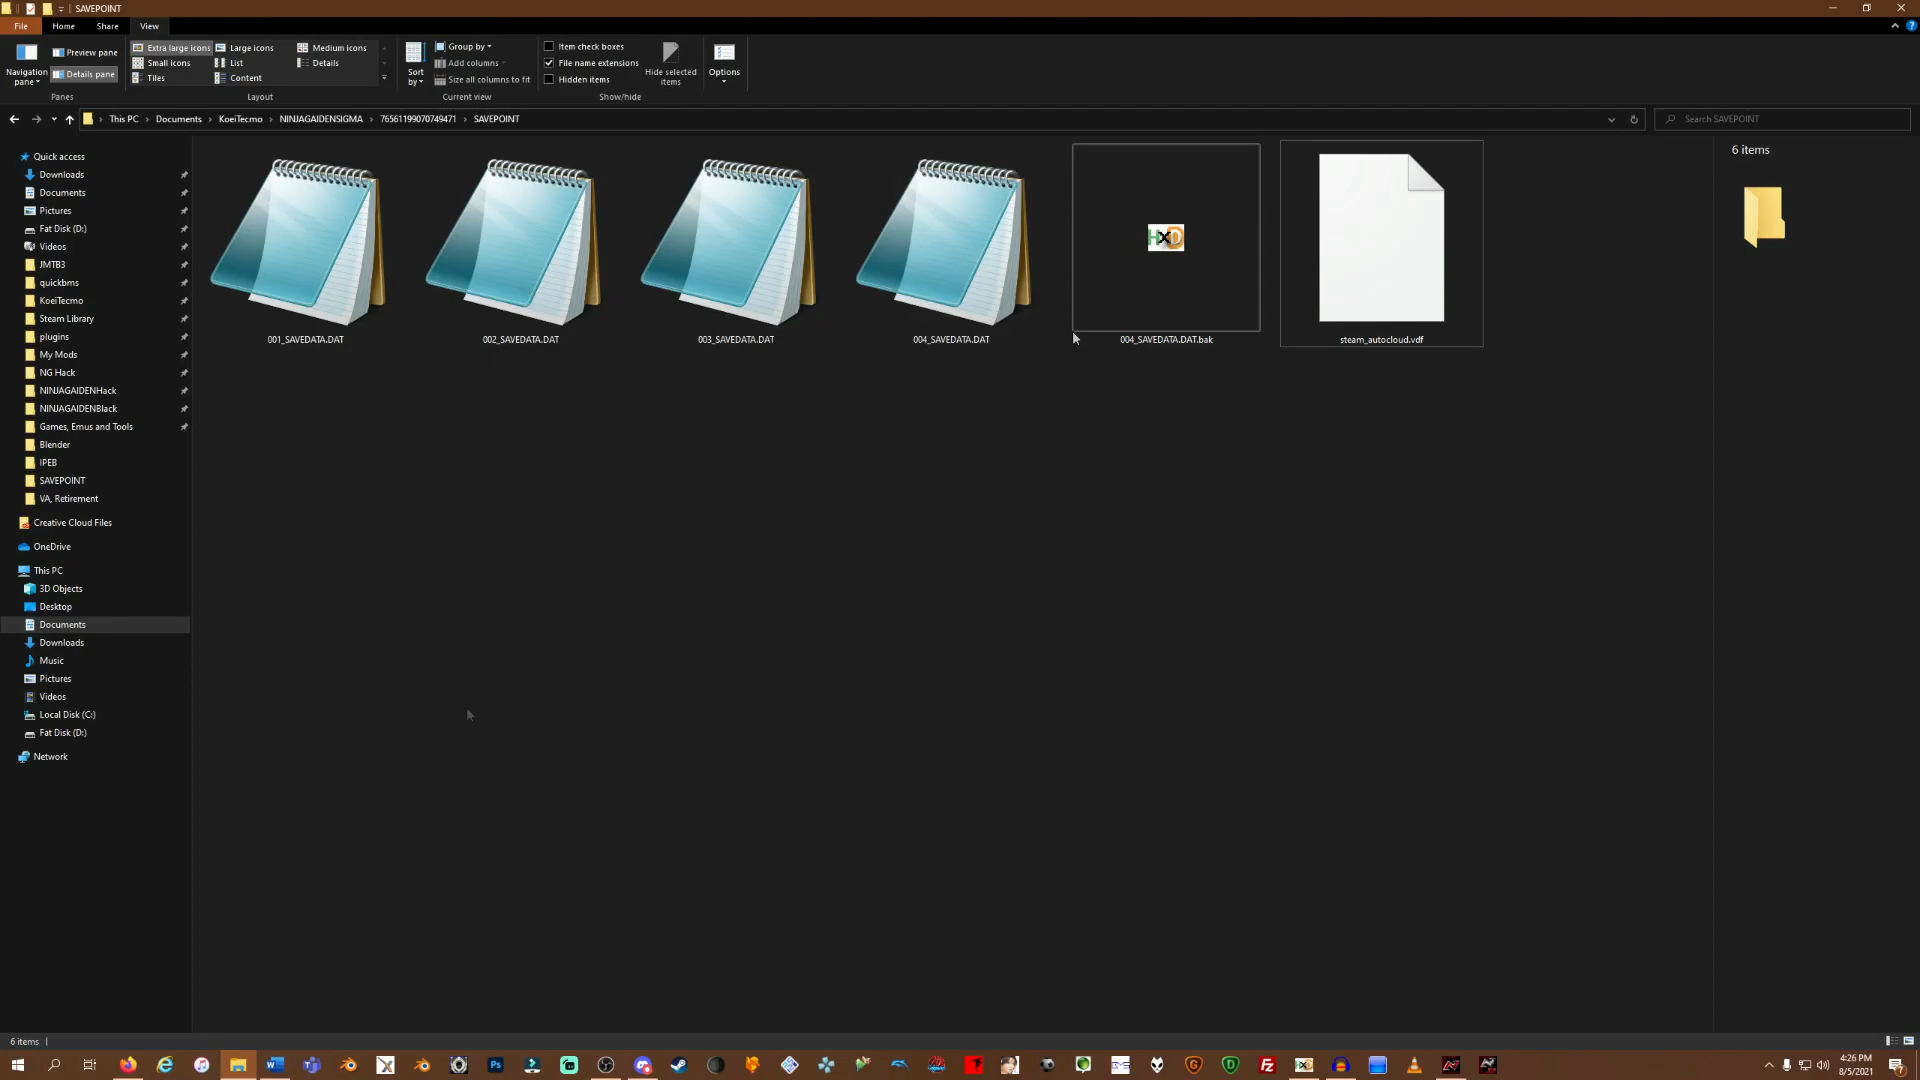 SAVEPOINT
File Home Share View
Navigation pane
Preview pane
Details pane
Panes
Extra large icons Large icons Medium icons
Small icons List Details
Tiles Content
Layout
Sort by
Group by
Add columns
Size all columns to fit
Current view
Item check boxes
File name extensions
Hidden items
Hide selected items
Show/hide
Options
This PC > Documents > KoeiTecmo > NINJAGAIDENSIGMA > 76561199070749471 > SAVEPOINT
Search SAVEPOINT
Quick access
Downloads
Documents
Pictures
Fat Disk (D:)
Videos
JMTB3
quickbms
KoeiTecmo
Steam Library
plugins
My Mods
NG Hack
NINJAGAIDENHack
NINJAGAIDENBlack
Games, Emus and Tools
Blender
IPEB
SAVEPOINT
VA, Retirement
Creative Cloud Files
OneDrive
This PC
3D Objects
Desktop
Documents
Downloads
Music
Pictures
Videos
Local Disk (C:)
Fat Disk (D:)
Network
HXD
001_SAVEDATA.DAT 002_SAVEDATA.DAT 003_SAVEDATA.DAT 004_SAVEDATA.DAT 004_SAVEDATA.DAT.bak steam_autocloud.vdf
6 items
6 items
4:26 PM
8/5/2021